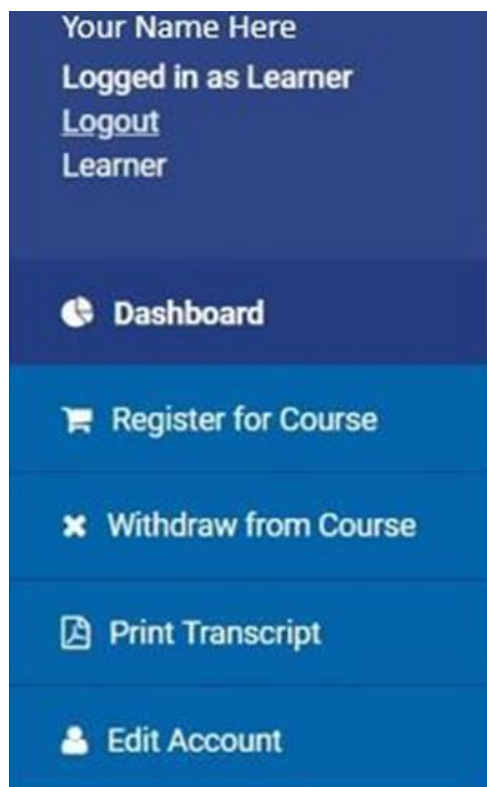 Your Name Here
Logged in as Learner
Logout
Learner
Dashboard
Register for Course
Withdraw from Course
Print Transcript
Edit Account